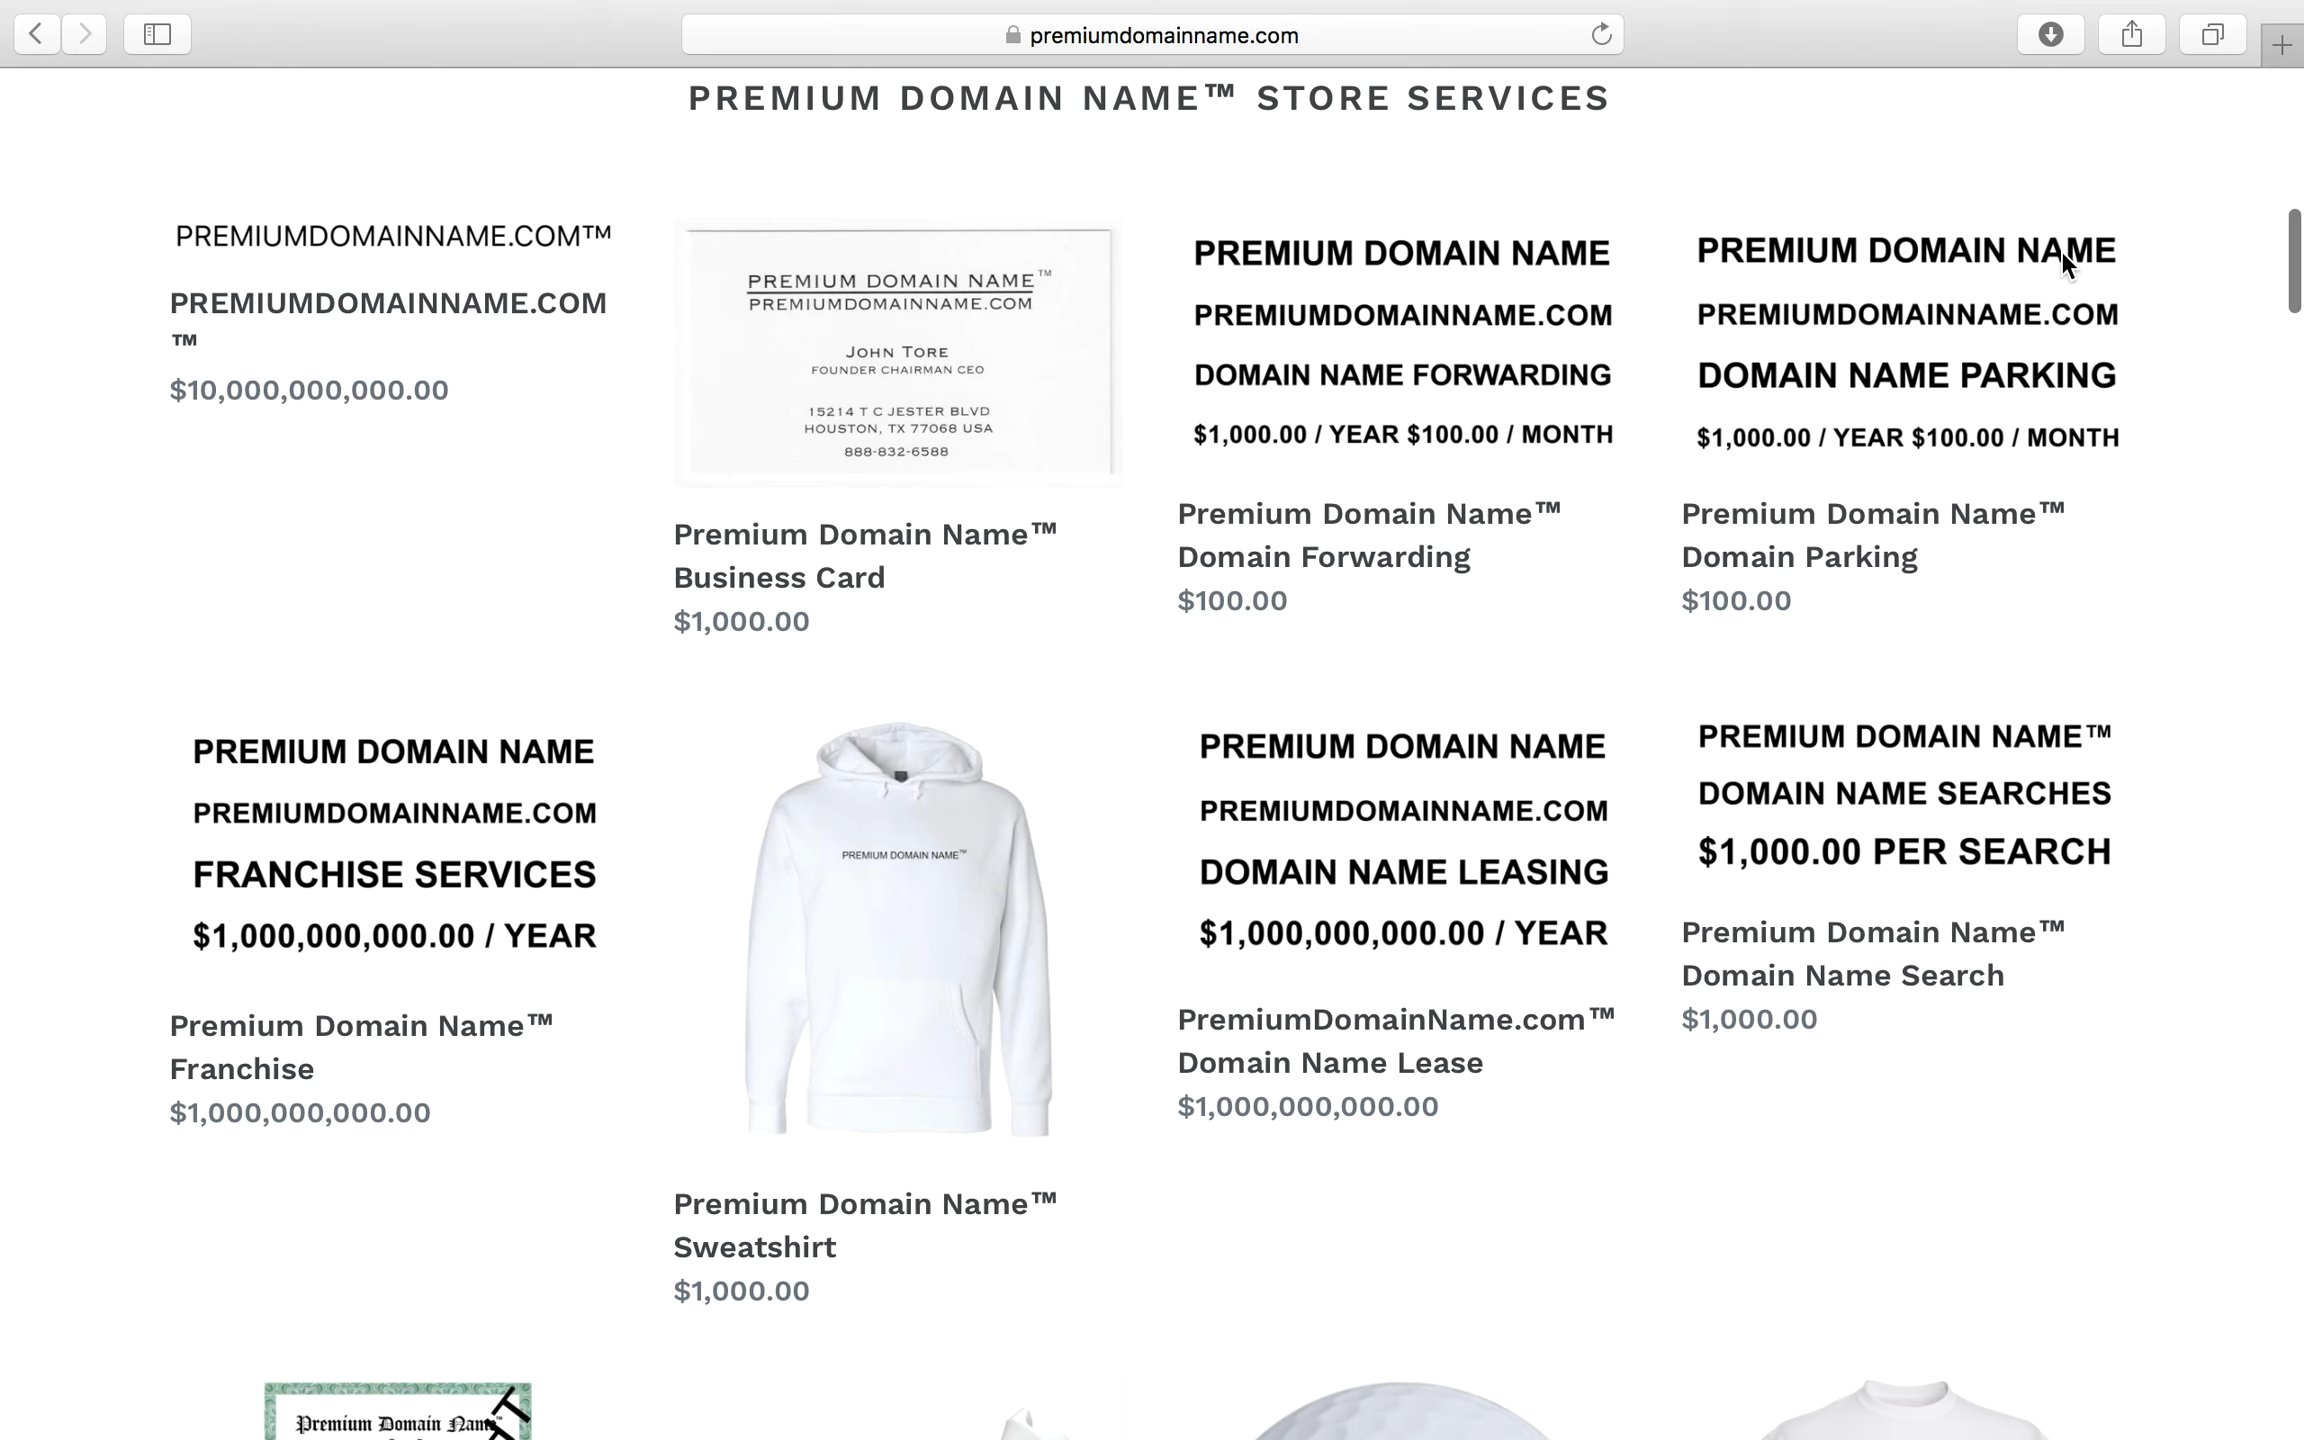 premiumdomainname.com
PREMIUM DOMAIN NAME™ STORE SERVICES
PREMIUMDOMAINNAME.COM™
PREMIUMDOMAINNAME.COM
™
$10,000,000,000.00
PREMIUM DOMAIN NAME™
PREMIUMDOMAINNAME.COM
JOHN TORE
FOUNDER CHAIRMAN CEO
15214 T C JESTER BLVD
HOUSTON, TX 77068 USA
888-832-6588
Premium Domain Name™
Business Card
$1,000.00
PREMIUM DOMAIN NAME
PREMIUMDOMAINNAME.COM
DOMAIN NAME FORWARDING
$1,000.00 / YEAR $100.00 / MONTH
Premium Domain Name™
Domain Forwarding
$100.00
PREMIUM DOMAIN NAME
PREMIUMDOMAINNAME.COM
DOMAIN NAME PARKING
$1,000.00 / YEAR $100.00 / MONTH
Premium Domain Name™
Domain Parking
$100.00
PREMIUM DOMAIN NAME
PREMIUMDOMAINNAME.COM
FRANCHISE SERVICES
$1,000,000,000.00 / YEAR
Premium Domain Name™
Franchise
$1,000,000,000.00
PREMIUM DOMAIN NAME™
Premium Domain Name™
Sweatshirt
$1,000.00
PREMIUM DOMAIN NAME
PREMIUMDOMAINNAME.COM
DOMAIN NAME LEASING
$1,000,000,000.00 / YEAR
PremiumDomainName.com™
Domain Name Lease
$1,000,000,000.00
PREMIUM DOMAIN NAME™
DOMAIN NAME SEARCHES
$1,000.00 PER SEARCH
Premium Domain Name™
Domain Name Search
$1,000.00
Premium Domain Name™